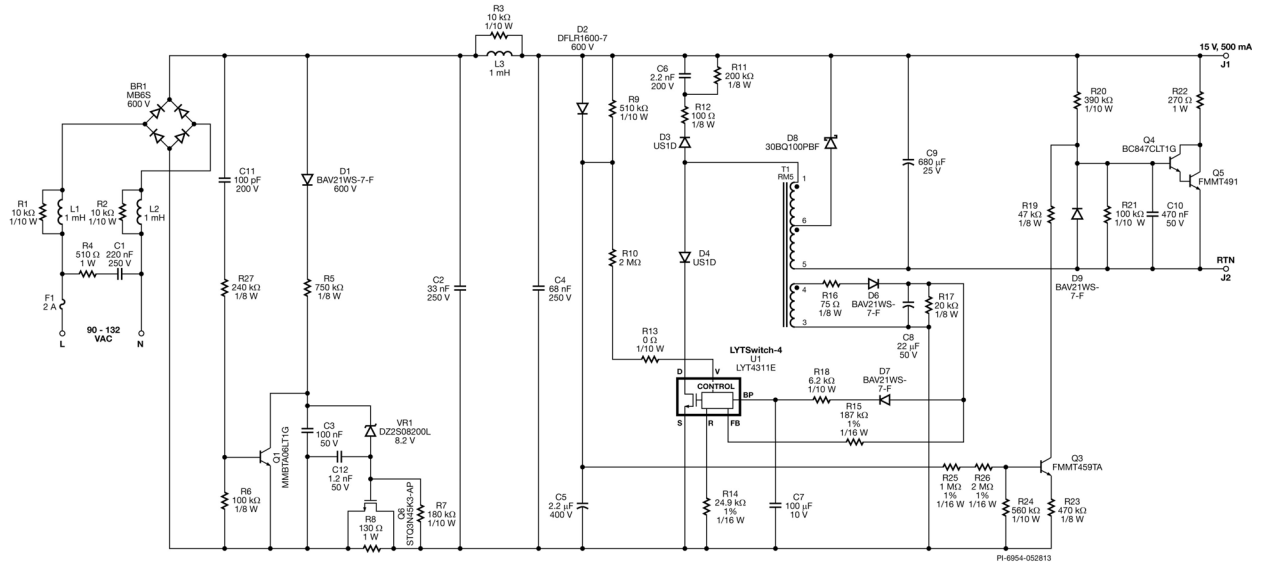 R3
10 kΩ
1/10 W
L3
1 mH
D2
DFLR1600-7
600 V
15 V, 500 mA
J1
BR1
MB6S
600 V
C6
2.2 nF
200 V
R11
200 kΩ
1/8 W
R9
510 kΩ
1/10 W
R12
100 Ω
1/8 W
D3
US1D
D8
30BQ100PBF
R20
390 kΩ
1/10 W
R22
270 Ω
1 W
Q4
BC847CLT1G
Q5
FMMT491
C9
680 µF
25 V
C11
100 pF
200 V
D1
BAV21WS-7-F
600 V
T1
RM5
1
6
5
4
3
R1
10 kΩ
1/10 W
L1
1 mH
R2
10 kΩ
1/10 W
L2
1 mH
R19
47 kΩ
1/8 W
R21
100 kΩ
1/10 W
C10
470 nF
50 V
R4
510 Ω
1 W
C1
220 nF
250 V
R10
2 MΩ
D4
US1D
RTN
J2
D9
BAV21WS-
7-F
R27
240 kΩ
1/8 W
R5
750 kΩ
1/8 W
C2
33 nF
250 V
C4
68 nF
250 V
R16
75 Ω
1/8 W
D6
BAV21WS-
7-F
R17
20 kΩ
1/8 W
C8
22 µF
50 V
F1
2 A
L
90 - 132
VAC
N
R13
0 Ω
1/10 W
LYTSwitch-4
U1
LYT4311E
D
V
CONTROL
BP
S
R
FB
R18
6.2 kΩ
1/10 W
D7
BAV21WS-
7-F
R15
187 kΩ
1%
1/16 W
Q1
MMBTA06LT1G
C3
100 nF
50 V
VR1
DZ2S08200L
8.2 V
C12
1.2 nF
50 V
Q3
FMMT459TA
R25
1 MΩ
1%
1/16 W
R26
2 MΩ
1%
1/16 W
R6
100 kΩ
1/8 W
R8
130 Ω
1 W
Q6
STQ3N45K3-AP
R7
180 kΩ
1/10 W
C5
2.2 µF
400 V
R14
24.9 kΩ
1%
1/16 W
C7
100 µF
10 V
R24
560 kΩ
1/10 W
R23
470 kΩ
1/8 W
PI-6954-052813